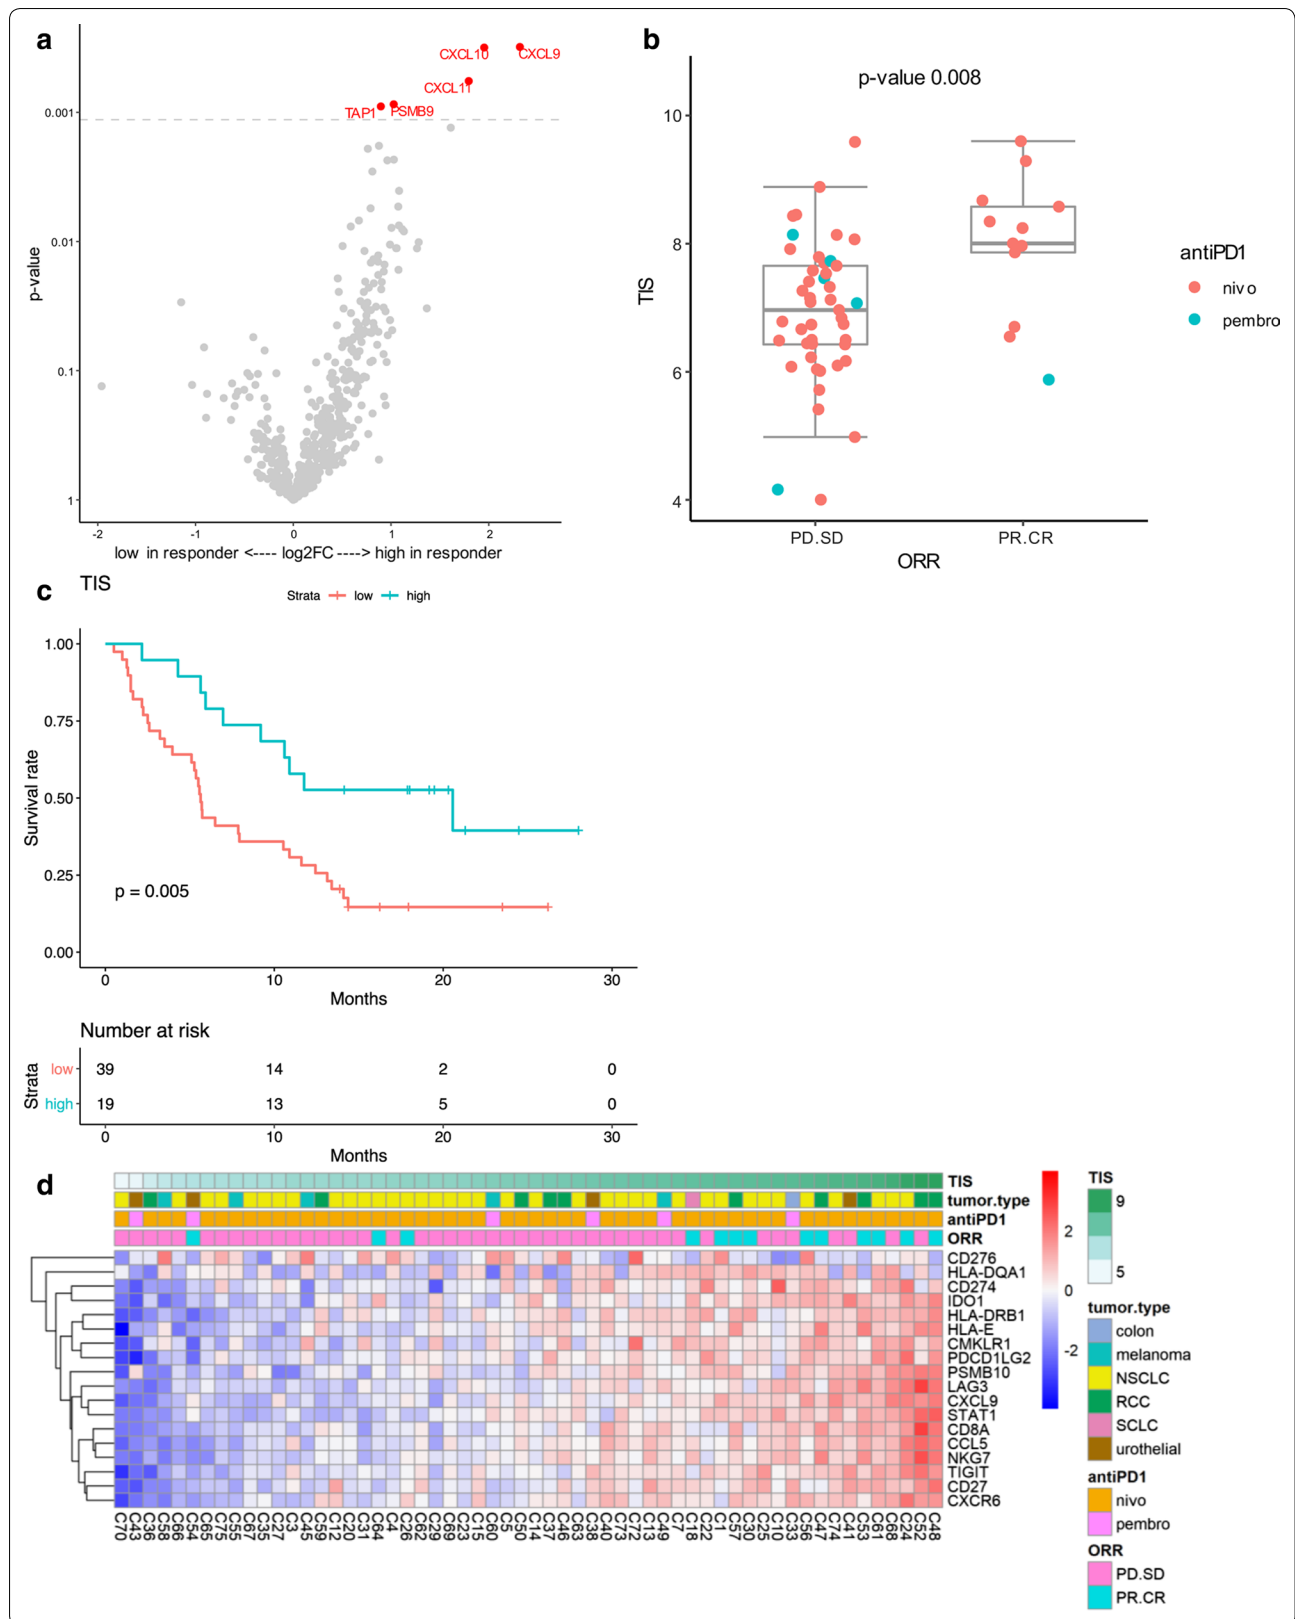 a
CXCL10
CXCL9
CXCL11
TAP1
PSMB9
0.001
0.01
0.1
1
p-value
-2 -1 0 1 2
low in responder <---- log2FC ----> high in responder
b
p-value 0.008
10
8
6
4
TIS
PD.SD PR.CR
ORR
antiPD1
nivo
pembro
c
TIS
Strata low high
1.00
0.75
0.50
0.25
0.00
Survival rate
p = 0.005
0 10 20 30
Months
Number at risk
Strata
low 39 14 2 0
high 19 13 5 0
0 10 20 30
Months
d
TIS
tumor.type
antiPD1
ORR
CD276
HLA-DQA1
CD274
IDO1
HLA-DRB1
HLA-E
CMKLR1
PDCD1LG2
PSMB10
LAG3
CXCL9
STAT1
CD8A
CCL5
NKG7
TIGIT
CD27
CXCR6
C70 C43 C36 C58 C66 C54 C65 C75 C55 C67 C35 C27 C3 C45 C59 C12 C20 C31 C64 C4 C26 C62 C29 C69 C23 C15 C60 C5 C50 C14 C37 C46 C63 C38 C40 C73 C72 C13 C49 C7 C18 C22 C1 C57 C30 C25 C10 C33 C56 C47 C74 C41 C53 C61 C68 C24 C52 C48
2
0
-2
TIS
9
5
tumor.type
colon
melanoma
NSCLC
RCC
SCLC
urothelial
antiPD1
nivo
pembro
ORR
PD.SD
PR.CR